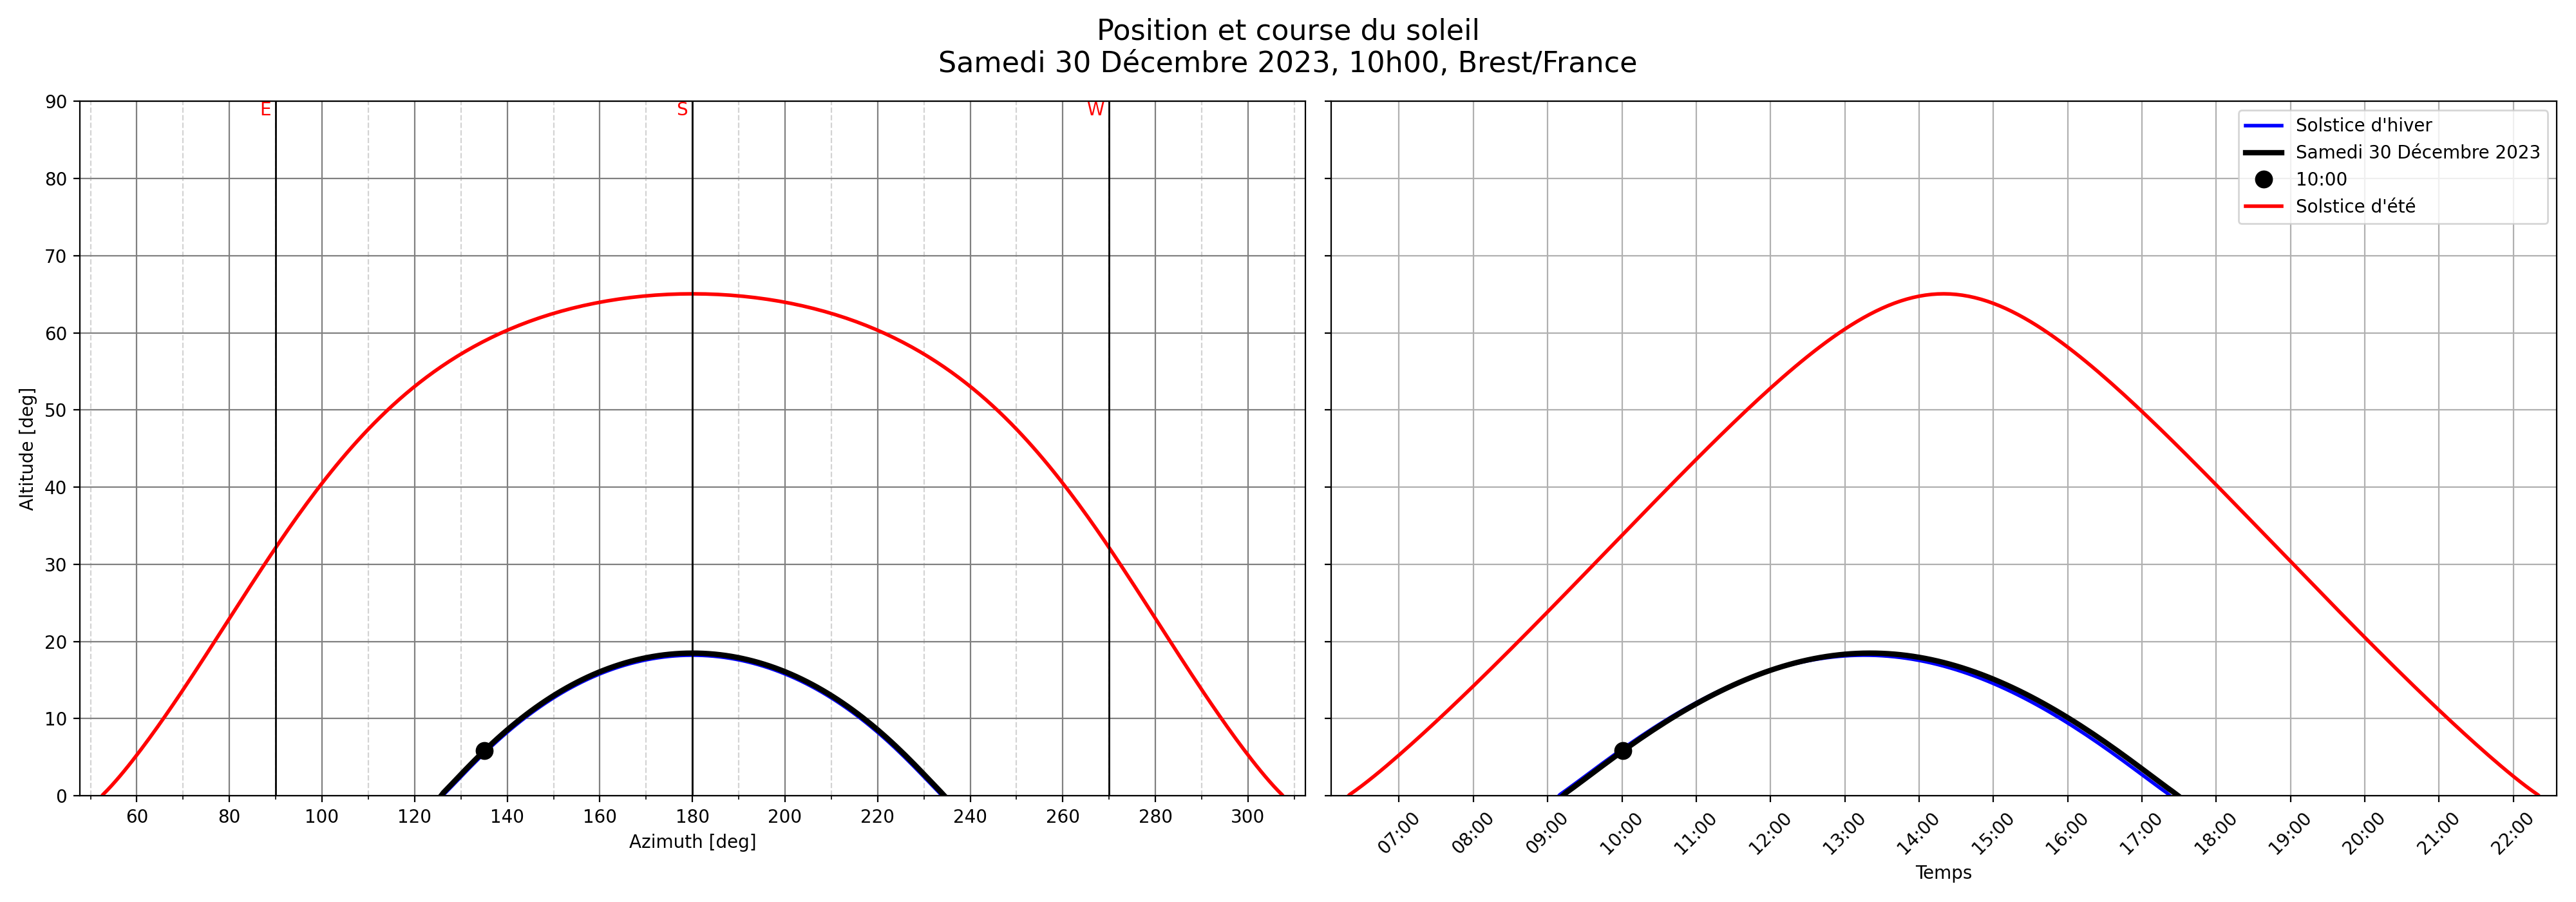 Position et course du soleil
Samedi 30 Décembre 2023, 10h00, Brest/France
E
S
W
90
80
70
60
50
40
30
20
10
0
Altitude [deg]
60 80 100 120 140 160 180 200 220 240 260 280 300
Azimuth [deg]
Solstice d'hiver
Samedi 30 Décembre 2023
10:00
Solstice d'été
07:00 08:00 09:00 10:00 11:00 12:00 13:00 14:00 15:00 16:00 17:00 18:00 19:00 20:00 21:00 22:00
Temps